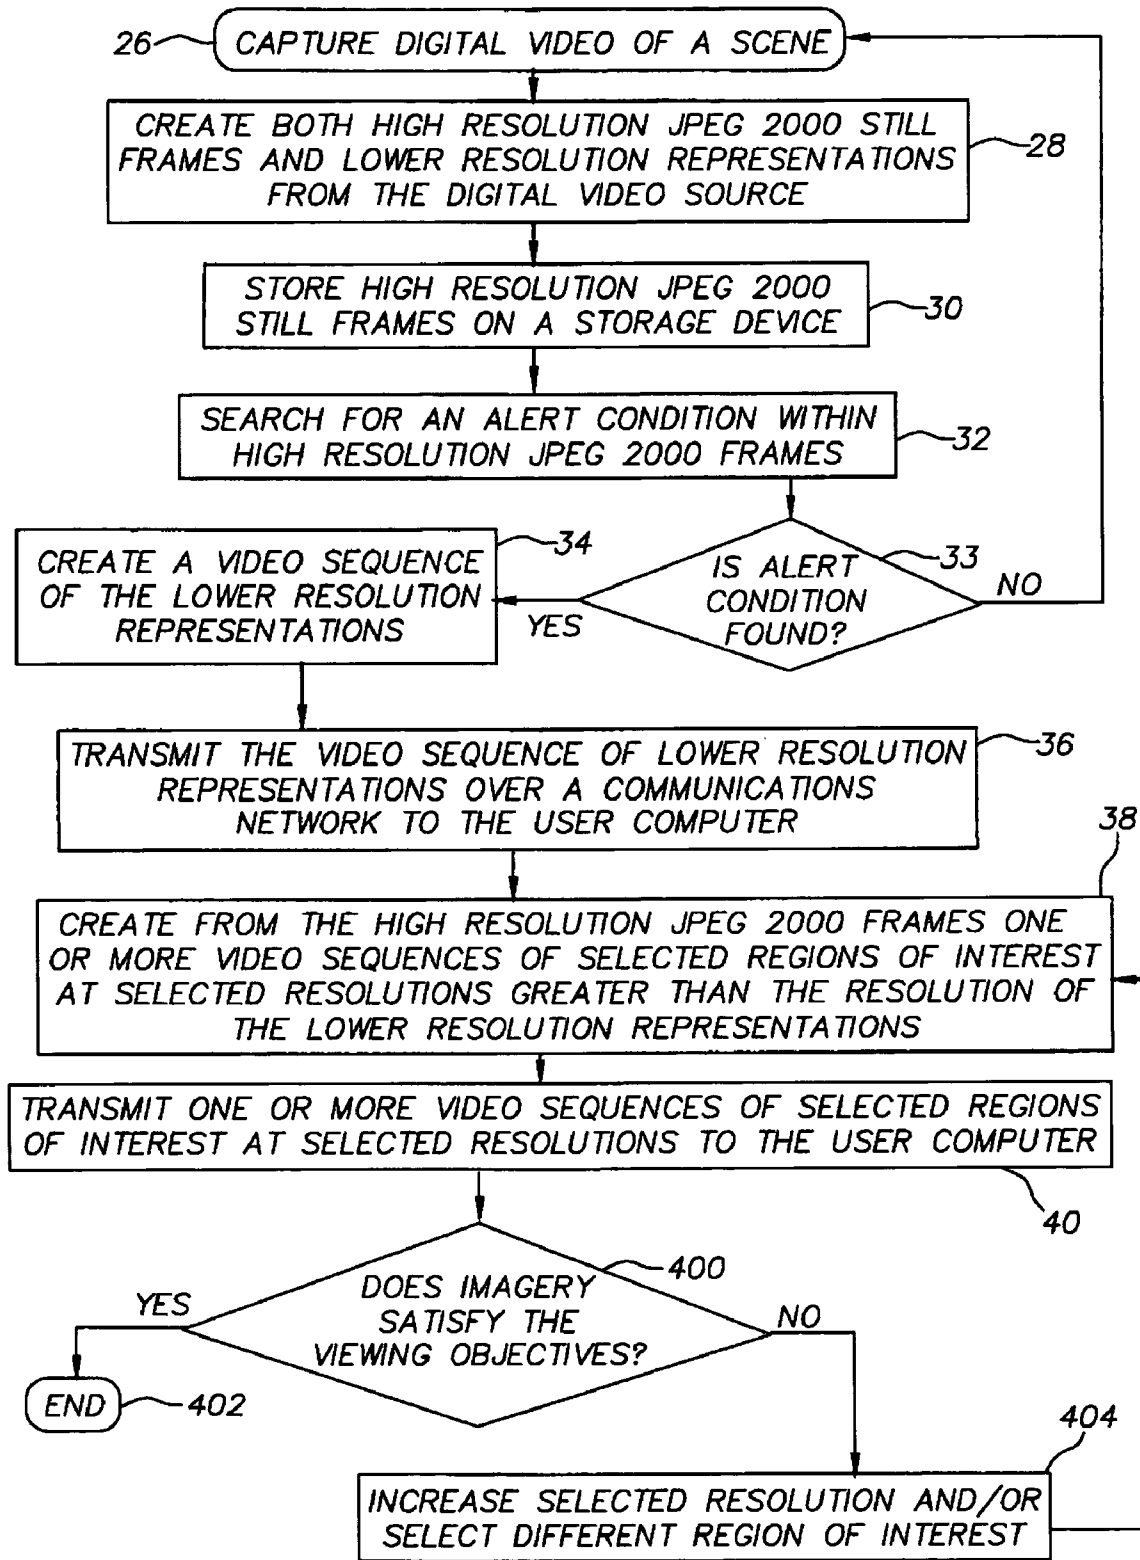 26
CAPTURE DIGITAL VIDEO OF A SCENE
CREATE BOTH HIGH RESOLUTION JPEG 2000 STILL
FRAMES AND LOWER RESOLUTION REPRESENTATIONS
FROM THE DIGITAL VIDEO SOURCE
28
STORE HIGH RESOLUTION JPEG 2000
STILL FRAMES ON A STORAGE DEVICE
30
SEARCH FOR AN ALERT CONDITION WITHIN
HIGH RESOLUTION JPEG 2000 FRAMES
32
IS ALERT
CONDITION
FOUND?
33
NO
YES
CREATE A VIDEO SEQUENCE
OF THE LOWER RESOLUTION
REPRESENTATIONS
34
TRANSMIT THE VIDEO SEQUENCE OF LOWER RESOLUTION
REPRESENTATIONS OVER A COMMUNICATIONS
NETWORK TO THE USER COMPUTER
36
38
CREATE FROM THE HIGH RESOLUTION JPEG 2000 FRAMES ONE
OR MORE VIDEO SEQUENCES OF SELECTED REGIONS OF INTEREST
AT SELECTED RESOLUTIONS GREATER THAN THE RESOLUTION OF
THE LOWER RESOLUTION REPRESENTATIONS
TRANSMIT ONE OR MORE VIDEO SEQUENCES OF SELECTED REGIONS
OF INTEREST AT SELECTED RESOLUTIONS TO THE USER COMPUTER
40
DOES IMAGERY
SATISFY THE
VIEWING OBJECTIVES?
400
YES
NO
END
402
404
INCREASE SELECTED RESOLUTION AND/OR
SELECT DIFFERENT REGION OF INTEREST